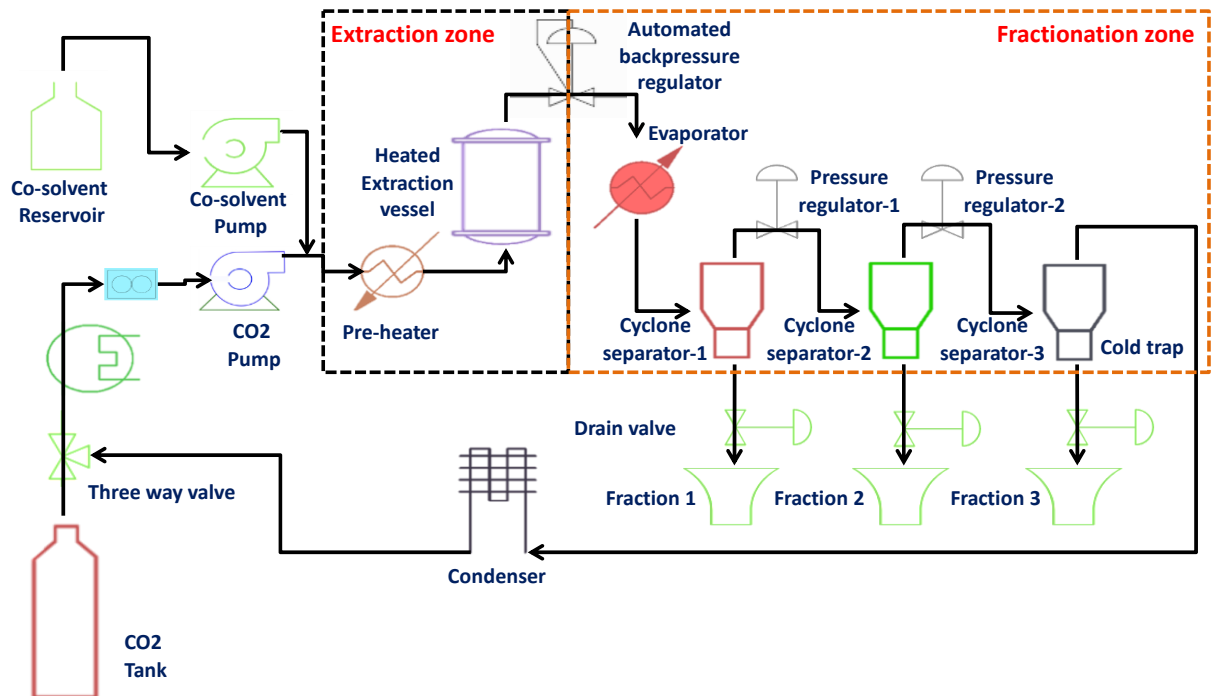 Extraction zone
Automated
backpressure
regulator
Fractionation zone
Evaporator
Heated
Extraction
vessel
Pressure
regulator-1
Pressure
regulator-2
Co-solvent
Reservoir
Co-solvent
Pump
CO2
Pump
Pre-heater
Cyclone
separator-1
Cyclone
separator-2
Cyclone
separator-3
Cold trap
Drain valve
Three way valve
Fraction 1
Fraction 2
Fraction 3
Condenser
CO2
Tank